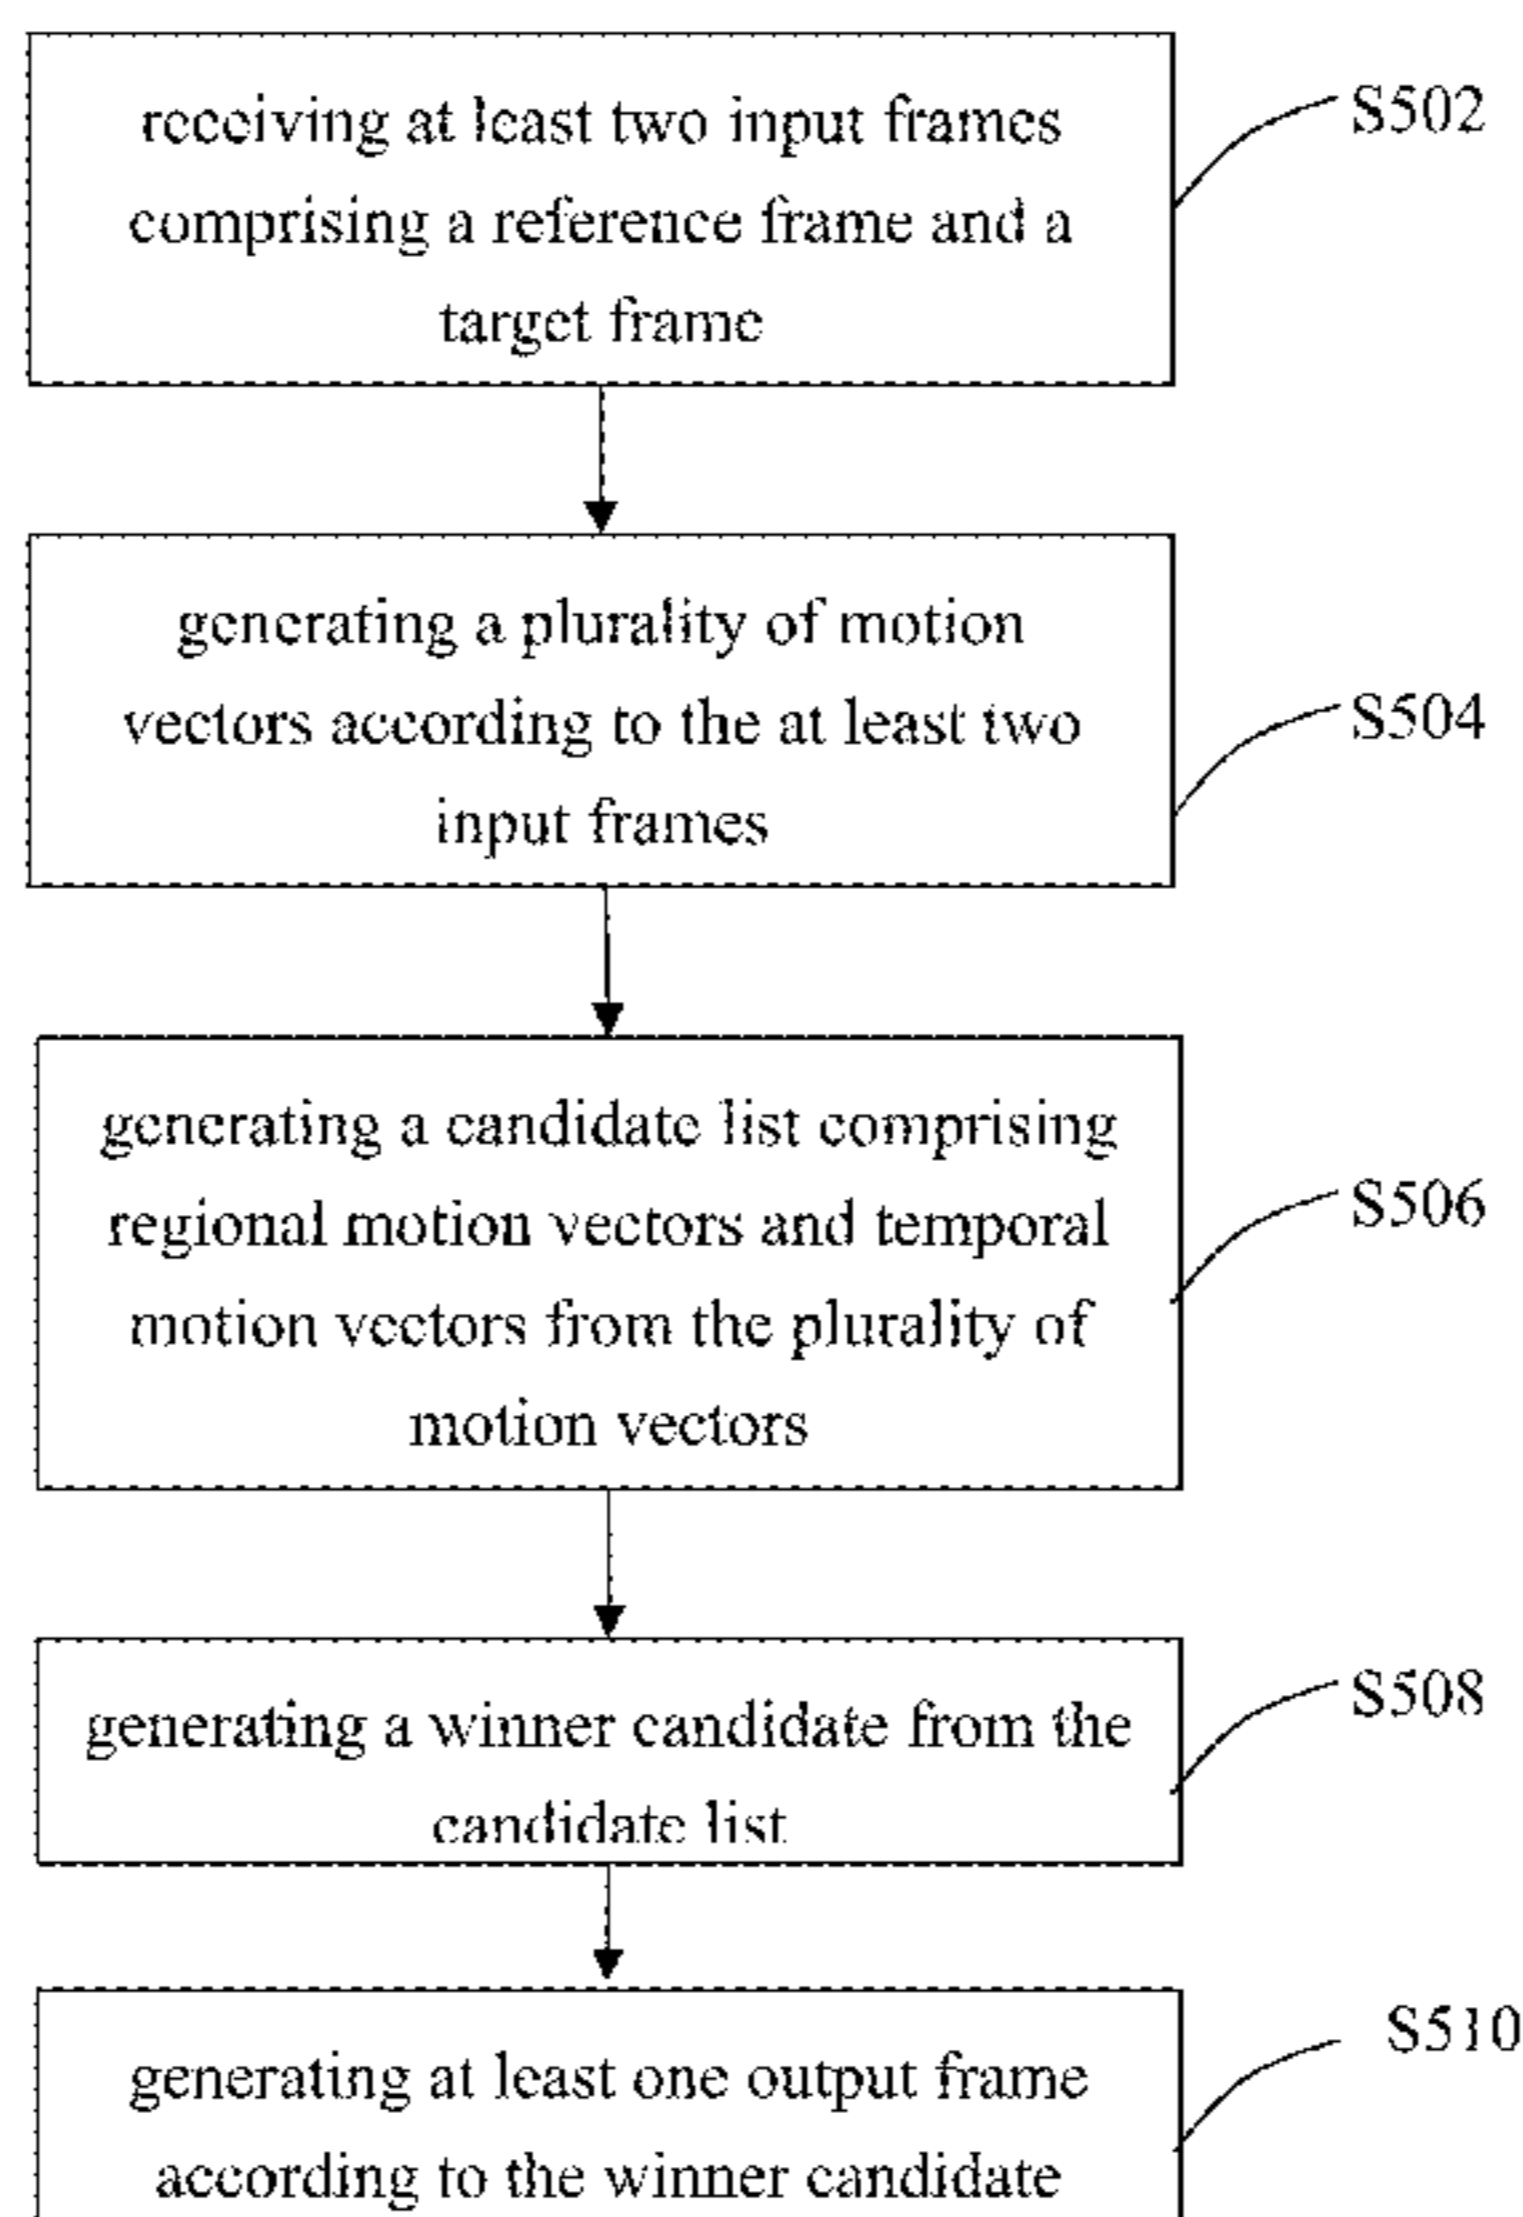 receiving at least two input frames
comprising a reference frame and a
target frame
S502
generating a plurality of motion
vectors according to the at least two
input frames
S504
generating a candidate list comprising
regional motion vectors and temporal
motion vectors from the plurality of
motion vectors
S506
generating a winner candidate from the
candidate list
S508
generating at least one output frame
according to the winner candidate
S510